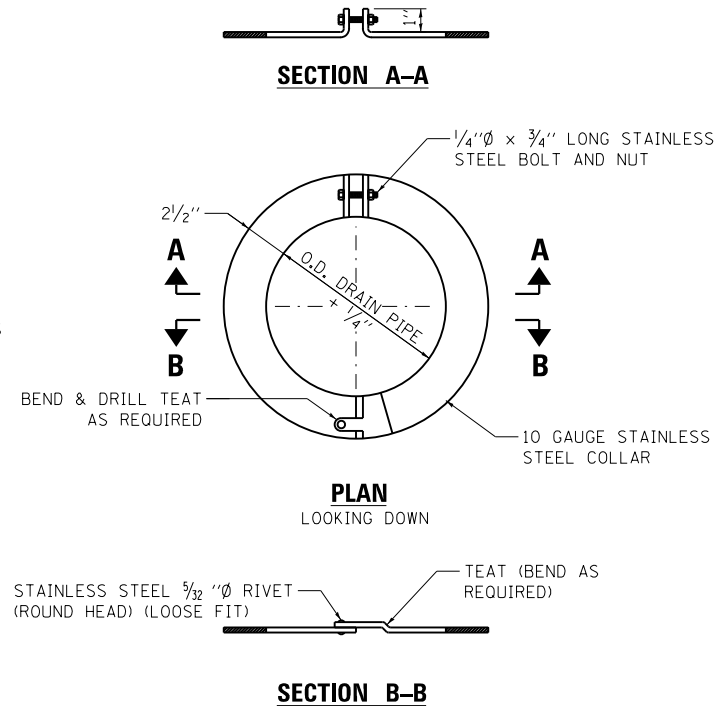 1''
SECTION A–A
1/4''Ø × 3/4'' LONG STAINLESS
STEEL BOLT AND NUT
2 1/2''
A
A
O.D. DRAIN PIPE
+ 1/4''
B
B
BEND & DRILL TEAT
AS REQUIRED
10 GAUGE STAINLESS
STEEL COLLAR
PLAN
LOOKING DOWN
TEAT (BEND AS
REQUIRED)
STAINLESS STEEL 5/32 ''Ø RIVET
(ROUND HEAD) (LOOSE FIT)
SECTION B–B